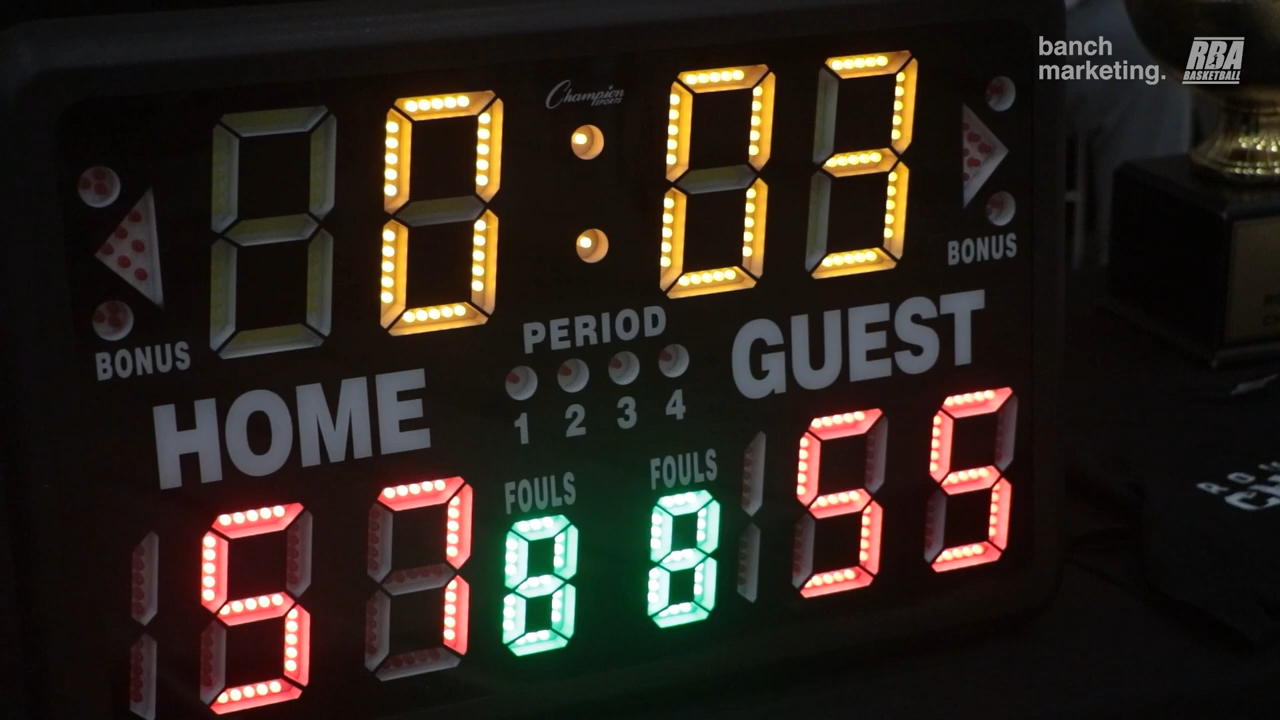 banch
marketing.
RBA
BASKETBALL
Champion
SPORTS
0:03
BONUS
BONUS
PERIOD
1 2 3 4
HOME
GUEST
FOULS
FOULS
57
8
8
55